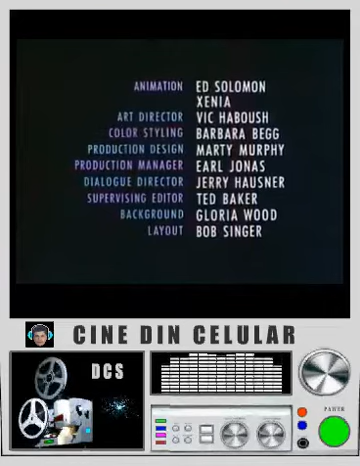 ANIMATION ED SOLOMON
XENIA
ART DIRECTOR VIC HABOUSH
COLOR STYLING BARBARA BEGG
PRODUCTION DESIGN MARTY MURPHY
PRODUCTION MANAGER EARL JONAS
DIALOGUE DIRECTOR JERRY HAUSNER
SUPERVISING EDITOR TED BAKER
BACKGROUND GLORIA WOOD
LAYOUT BOB SINGER
CINE DIN CELULAR
DCS
POWER